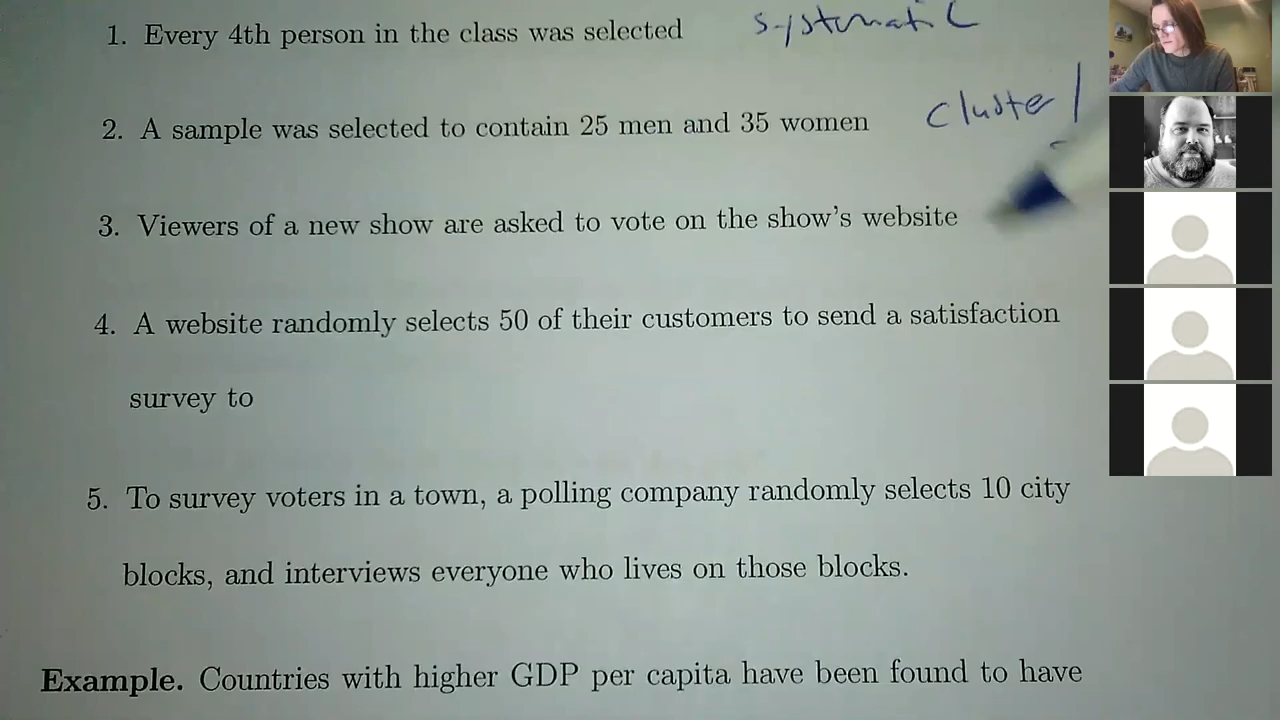 1. Every 4th person in the class was selected systematic
2. A sample was selected to contain 25 men and 35 women cluster/
3. Viewers of a new show are asked to vote on the show's website
4. A website randomly selects 50 of their customers to send a satisfaction
survey to
5. To survey voters in a town, a polling company randomly selects 10 city
blocks, and interviews everyone who lives on those blocks.
Example. Countries with higher GDP per capita have been found to have